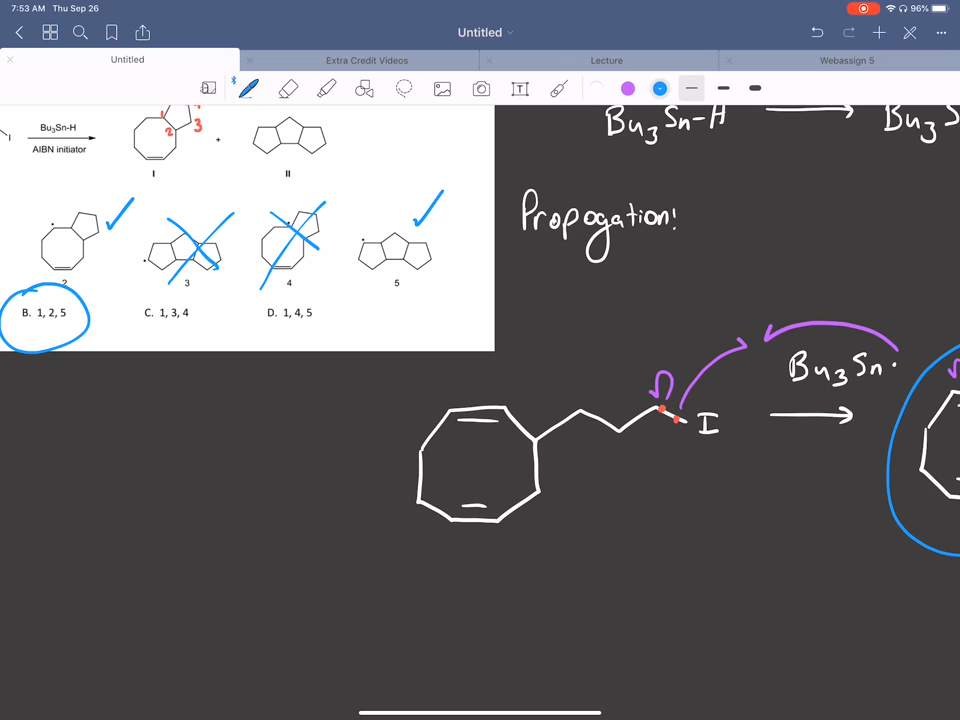 7:53 AM Thu Sep 26
96%
Untitled
Untitled
Extra Credit Videos
Lecture
Webassign 5
T
1
2
3
I
Bu₃Sn-H
AIBN initiator
+
I
II
Bu₃Sn-H
Bu₃S
Propogation!
2
3
4
5
B. 1, 2, 5
C. 1, 3, 4
D. 1, 4, 5
Bu₃Sn·
I